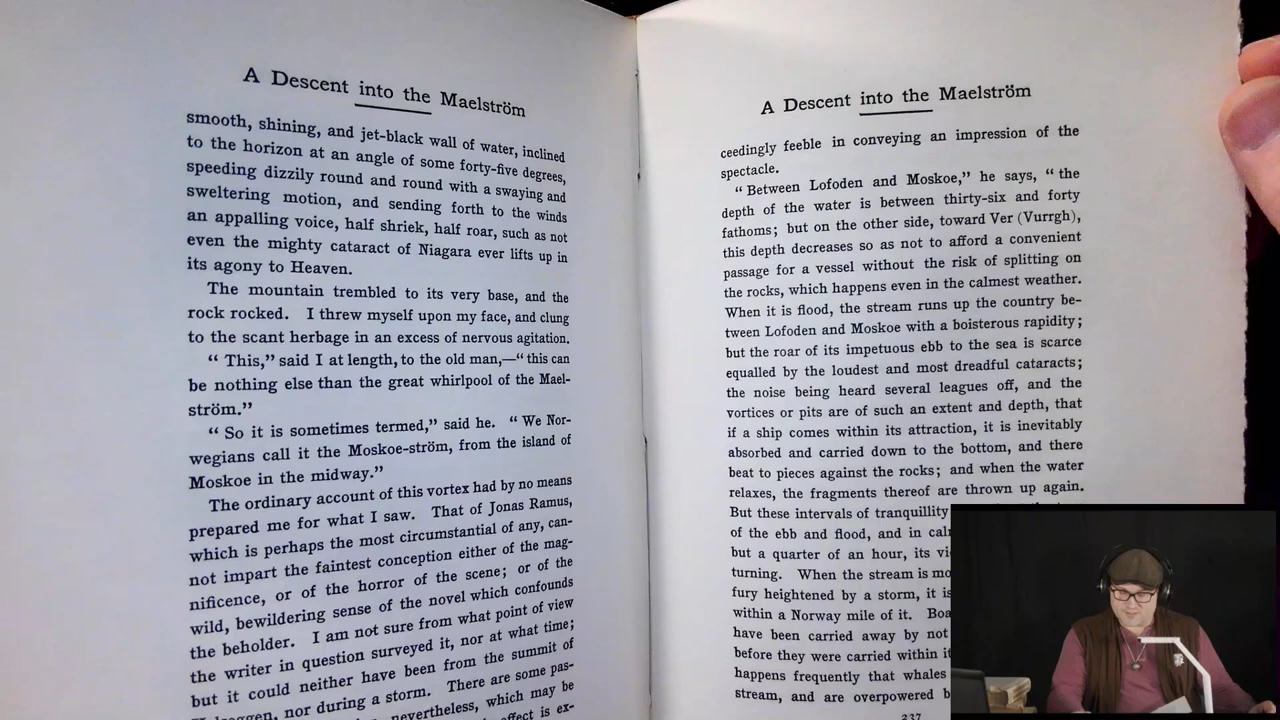 A Descent into the Maelström
smooth, shining, and jet-black wall of water, inclined
to the horizon at an angle of some forty-five degrees,
speeding dizzily round and round with a swaying and
sweltering motion, and sending forth to the winds
an appalling voice, half shriek, half roar, such as not
even the mighty cataract of Niagara ever lifts up in
its agony to Heaven.
The mountain trembled to its very base, and the
rock rocked. I threw myself upon my face, and clung
to the scant herbage in an excess of nervous agitation.
“ This,” said I at length, to the old man,—“ this can
be nothing else than the great whirlpool of the Mael-
ström.”
“ So it is sometimes termed,” said he. “ We Nor-
wegians call it the Moskoe-ström, from the island of
Moskoe in the midway.”
The ordinary account of this vortex had by no means
prepared me for what I saw. That of Jonas Ramus,
which is perhaps the most circumstantial of any, can-
not impart the faintest conception either of the mag-
nificence, or of the horror of the scene; or of the
wild, bewildering sense of the novel which confounds
the beholder. I am not sure from what point of view
the writer in question surveyed it, nor at what time;
but it could neither have been from the summit of
nor during a storm. There are some pas-
nevertheless, which may be
effect is ex-
A Descent into the Maelström
ceedingly feeble in conveying an impression of the
spectacle.
“ Between Lofoden and Moskoe,” he says, “ the
depth of the water is between thirty-six and forty
fathoms; but on the other side, toward Ver (Vurrgh),
this depth decreases so as not to afford a convenient
passage for a vessel without the risk of splitting on
the rocks, which happens even in the calmest weather.
When it is flood, the stream runs up the country be-
tween Lofoden and Moskoe with a boisterous rapidity;
but the roar of its impetuous ebb to the sea is scarce
equalled by the loudest and most dreadful cataracts;
the noise being heard several leagues off, and the
vortices or pits are of such an extent and depth, that
if a ship comes within its attraction, it is inevitably
absorbed and carried down to the bottom, and there
beat to pieces against the rocks; and when the water
relaxes, the fragments thereof are thrown up again.
But these intervals of tranquillity
of the ebb and flood, and in
but a quarter of an hour, its
turning. When the stream is
fury heightened by a storm, it is
within a Norway mile of it.
have been carried away by not
before they were carried within
happens frequently that whales
stream, and are overpowered
237